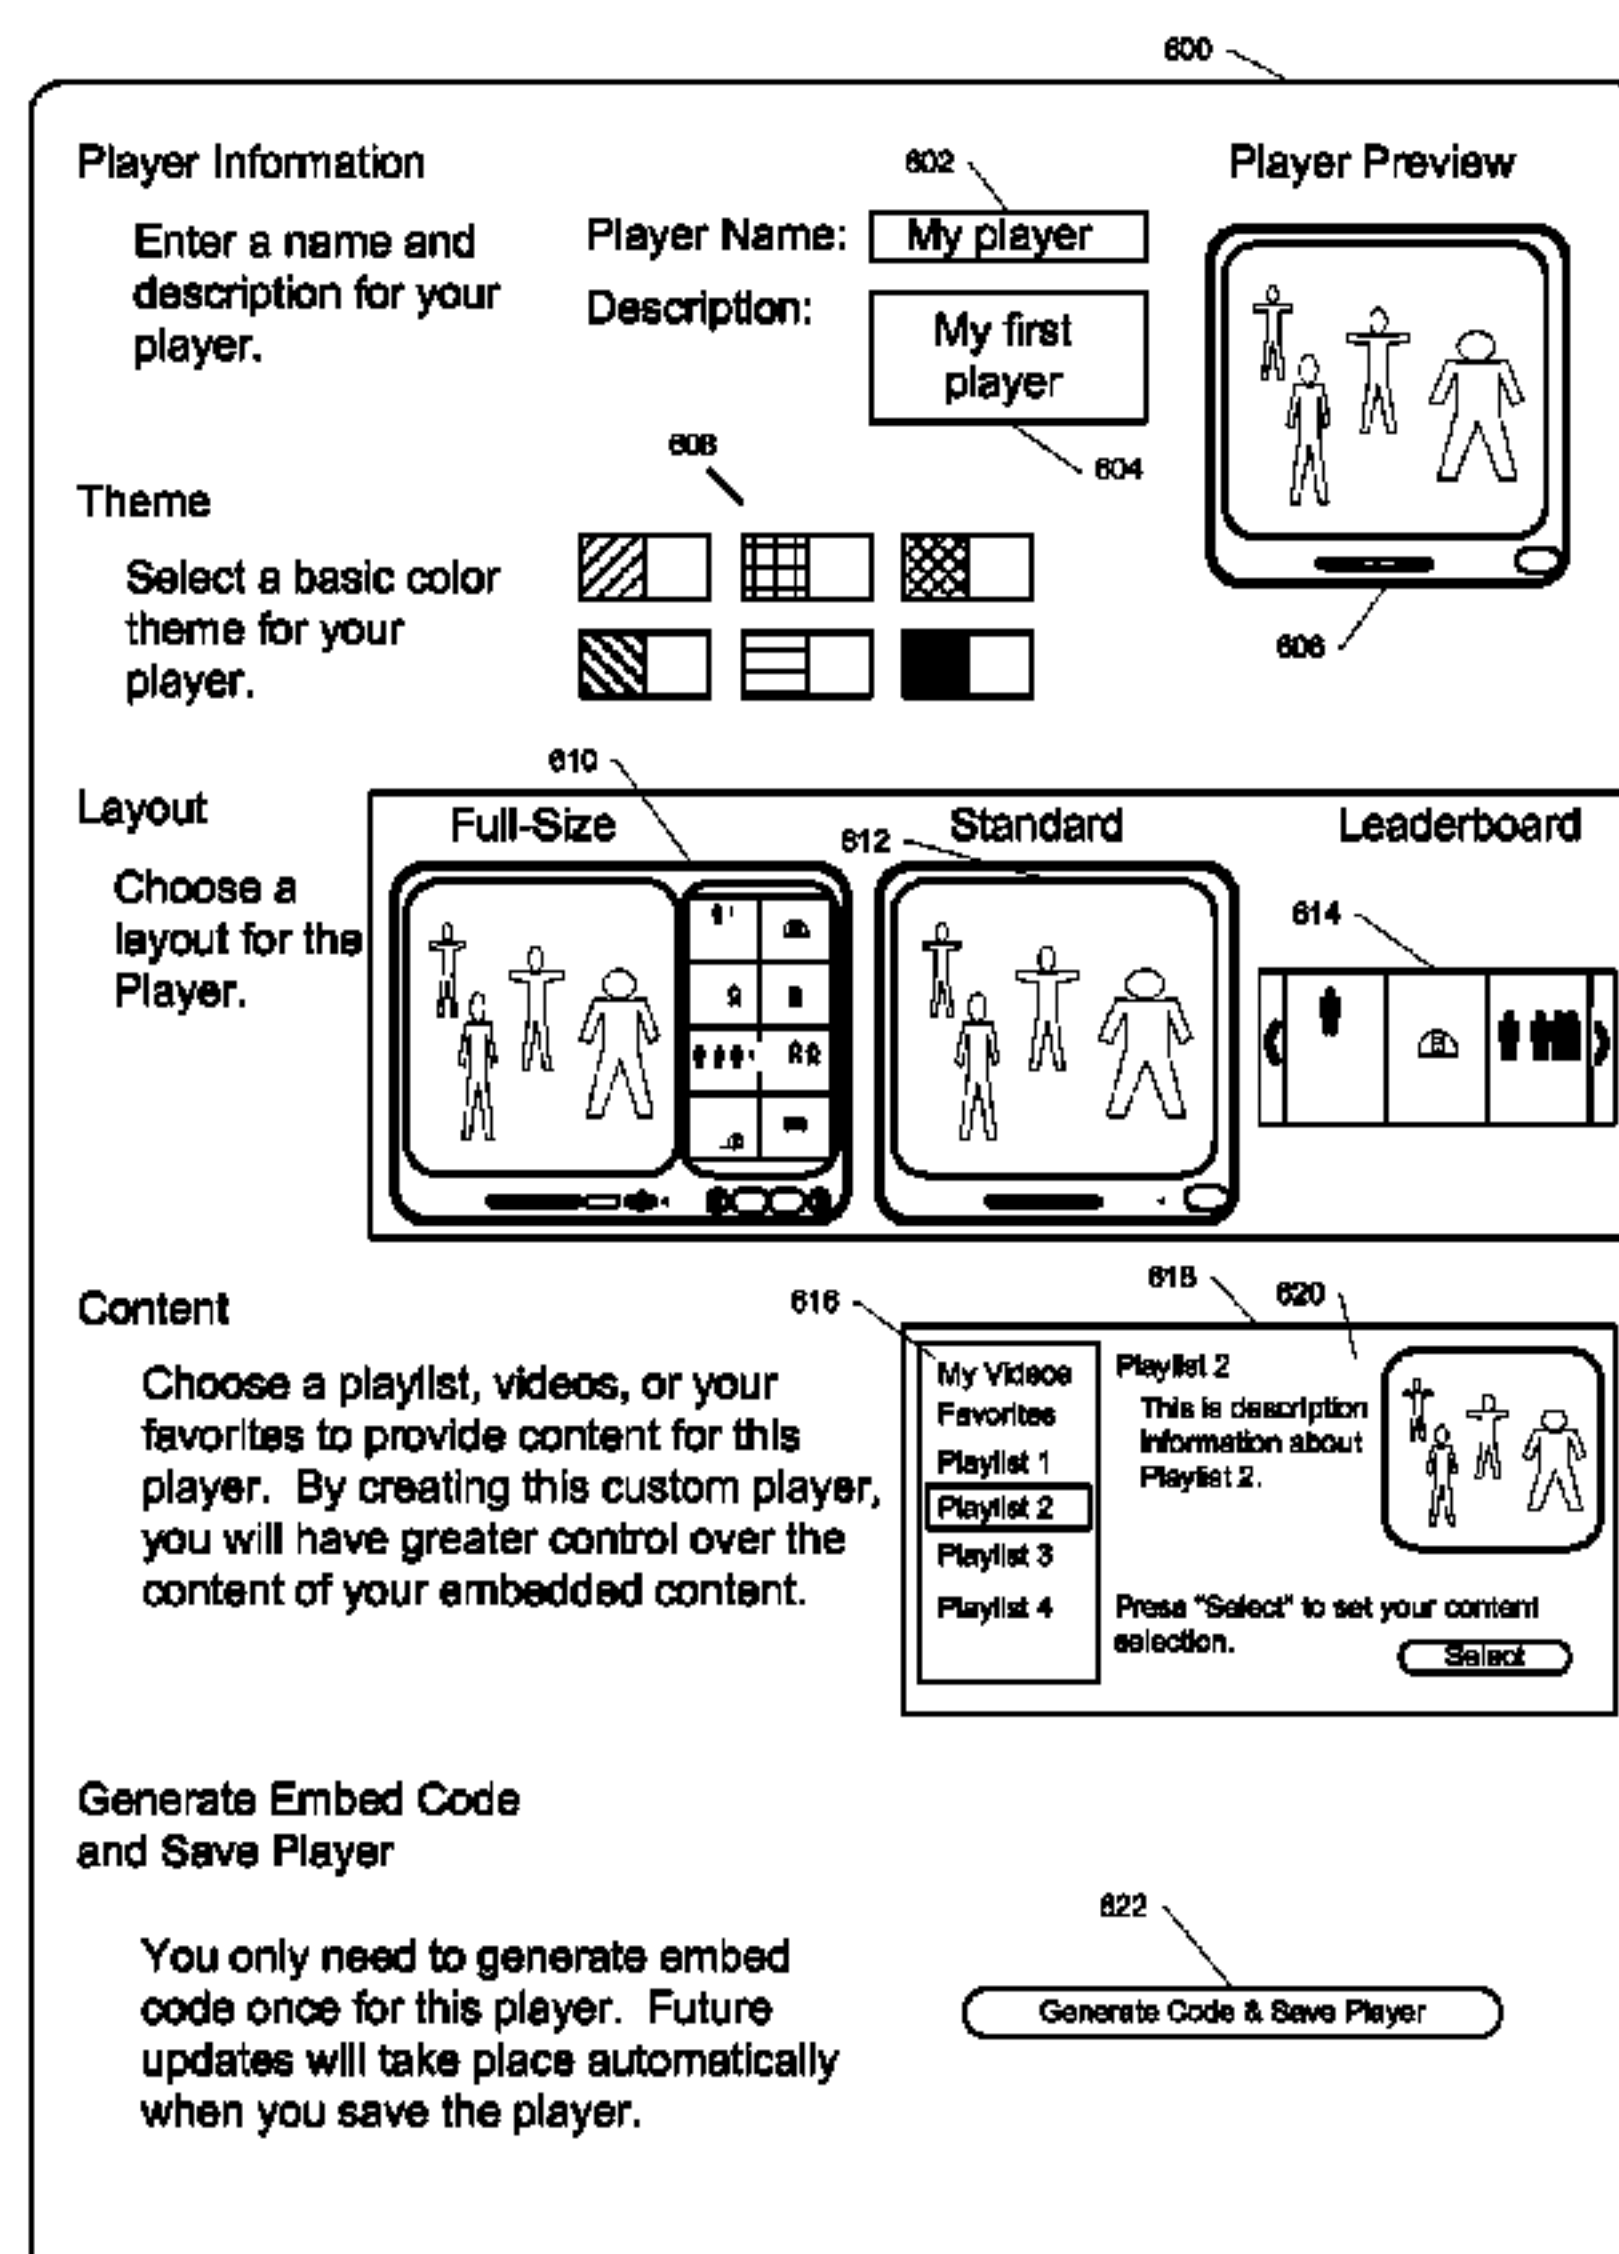 600
Player Information
602
Player Preview
Enter a name and
description for your
player.
Player Name:
My player
Description:
My first
player
604
606
608
Theme
Select a basic color
theme for your
player.
610
Layout
Choose a
layout for the
Player.
Full-Size
612
Standard
Leaderboard
614
Content
Choose a playlist, videos, or your
favorites to provide content for this
player. By creating this custom player,
you will have greater control over the
content of your embedded content.
616
618
620
My Videos
Favorites
Playlist 1
Playlist 2
Playlist 3
Playlist 4
Playlist 2
This is description
information about
Playlist 2.
Press "Select" to set your content
selection.
Select
Generate Embed Code
and Save Player
You only need to generate embed
code once for this player. Future
updates will take place automatically
when you save the player.
622
Generate Code & Save Player